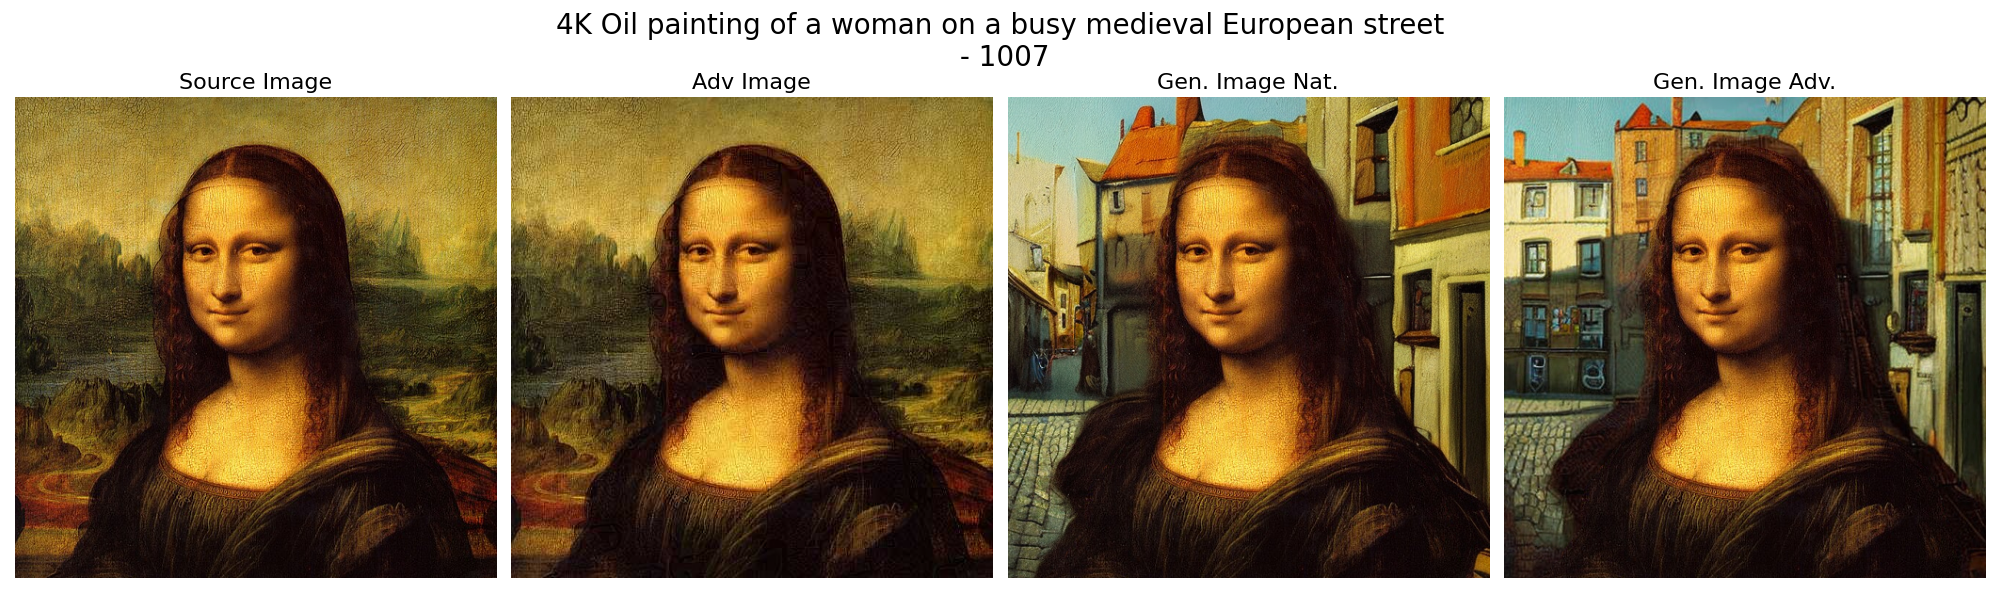 4K Oil painting of a woman on a busy medieval European street
- 1007
Source Image
Adv Image
Gen. Image Nat.
Gen. Image Adv.